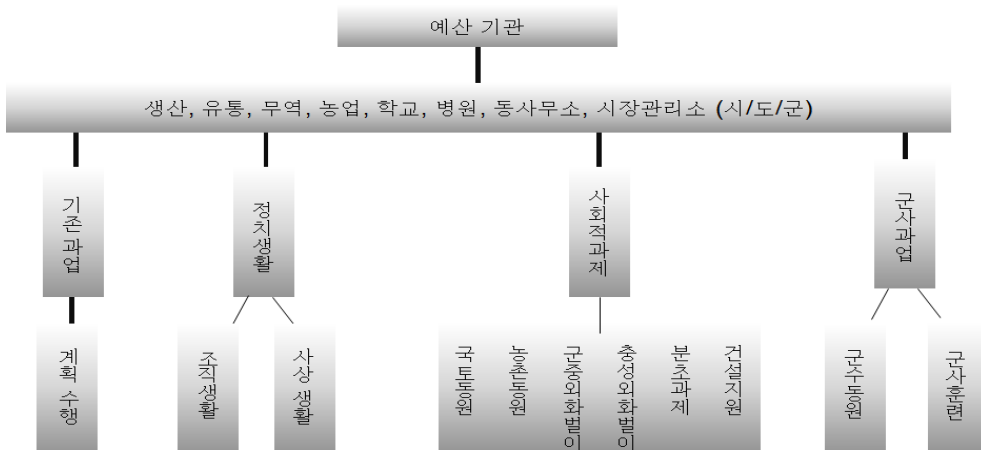 예산 기관
생산, 유통, 무역, 농업, 학교, 병원, 동사무소, 시장관리소 (시/도/군)
기존 과업
정치생활
사회적과제
군사과업
계획 수행
조직생활
사상 생활
국토동원
농촌동원
군중외화벌이
충성외화벌이
분초과제
건설지원
군수동원
군사훈련